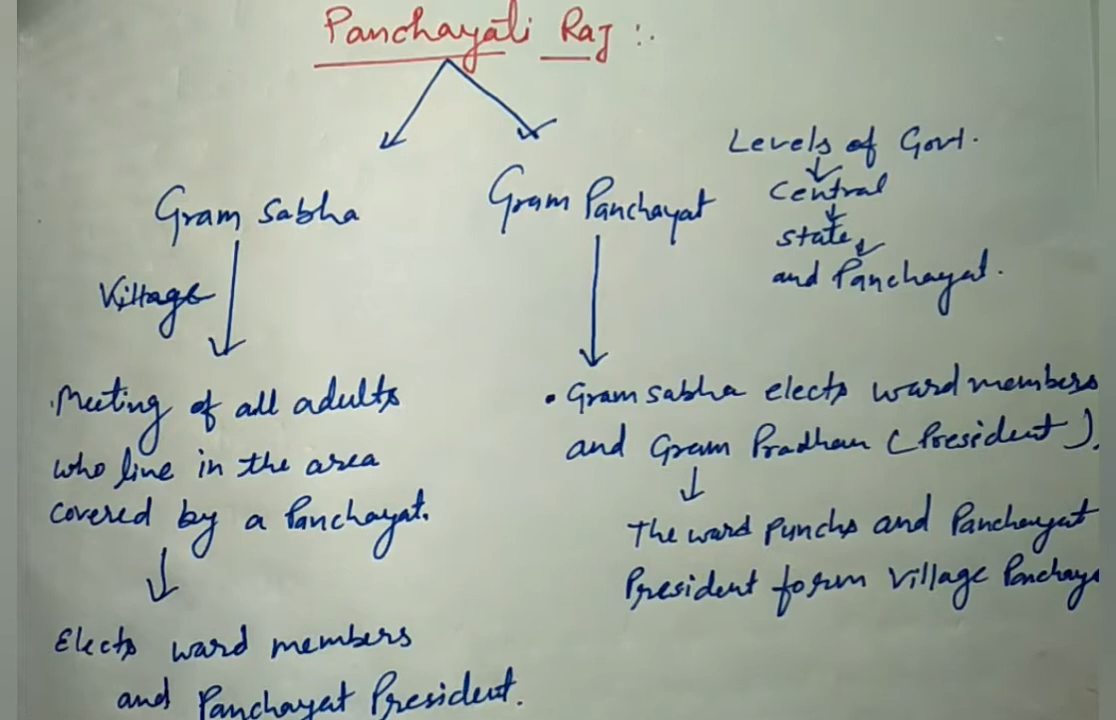 Panchayati Raj :.
Gram Sabha
Village
Meeting of all adults
who live in the area
covered by a Panchayat.
Elects ward members
and Panchayat President.
Gram Panchayat
• Gram sabha elects ward members
and Gram Pradhan (President).
The ward Punchs and Panchayat
President form Village Panchaya
Levels of Govt.
Central
state
and Panchayat.